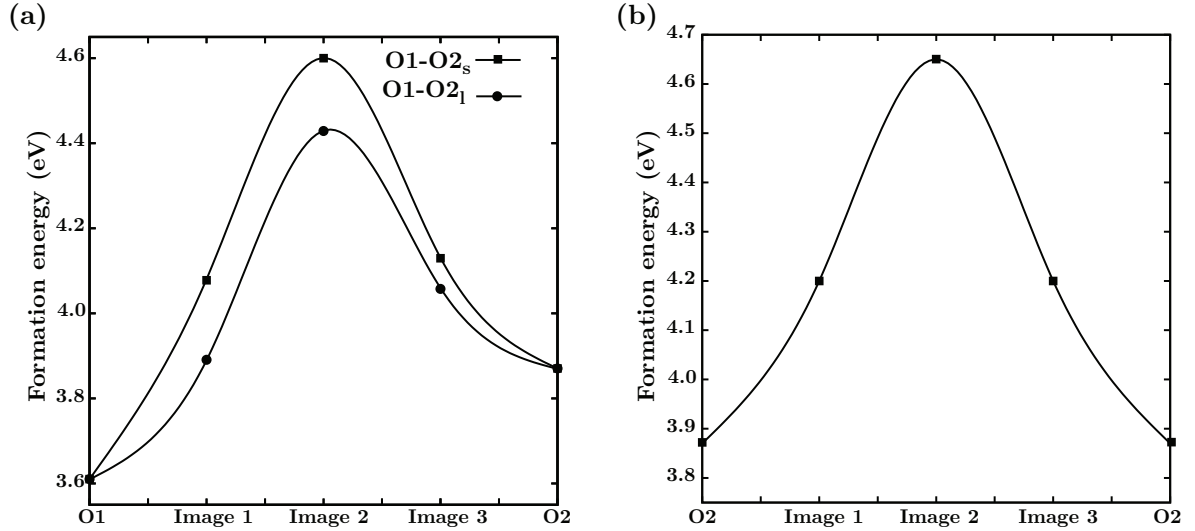 (a)
Formation energy (eV)
4.6
4.4
4.2
4.0
3.8
3.6
O1-O2s
O1-O2l
O1 Image 1 Image 2 Image 3 O2
(b)
Formation energy (eV)
4.7
4.6
4.5
4.4
4.3
4.2
4.1
4.0
3.9
3.8
O2 Image 1 Image 2 Image 3 O2